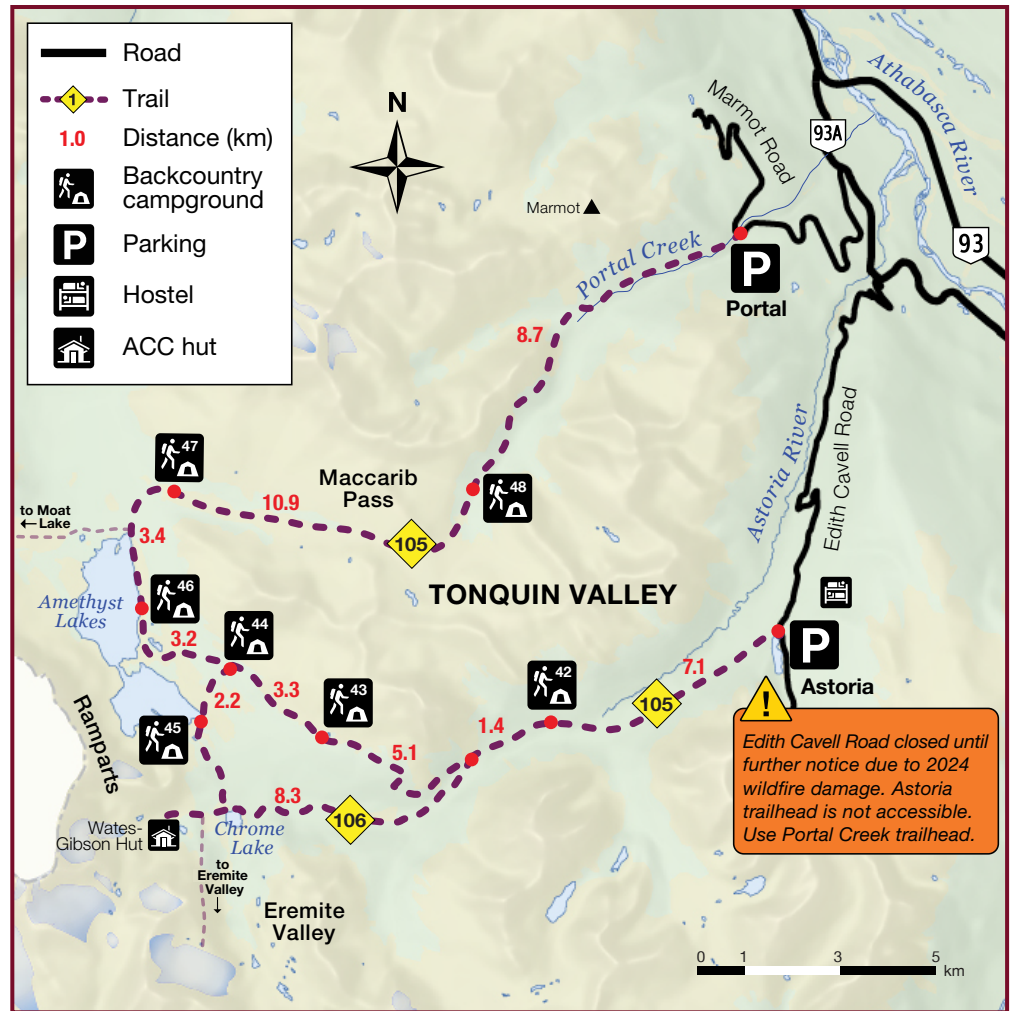 Road
1
Trail
1.0
Distance (km)
Backcountry
campground
P
Parking
Hostel
ACC hut
N
Marmot Road
93A
Athabasca River
93
Marmot
Portal Creek
P
Portal
8.7
47
Maccarib
Pass
10.9
48
105
to Moat
←Lake
3.4
Astoria River
Edith Cavell Road
TONQUIN VALLEY
Amethyst
Lakes
46
44
3.2
42
7.1
P
Astoria
105
2.2
3.3
43
45
Ramparts
5.1
1.4
!
Edith Cavell Road closed until
further notice due to 2024
wildfire damage. Astoria
trailhead is not accessible.
Use Portal Creek trailhead.
8.3
106
Wates-
Gibson Hut
Chrome
Lake
to
Eremite
Valley
↓
Eremite
Valley
0 1 3 5
km